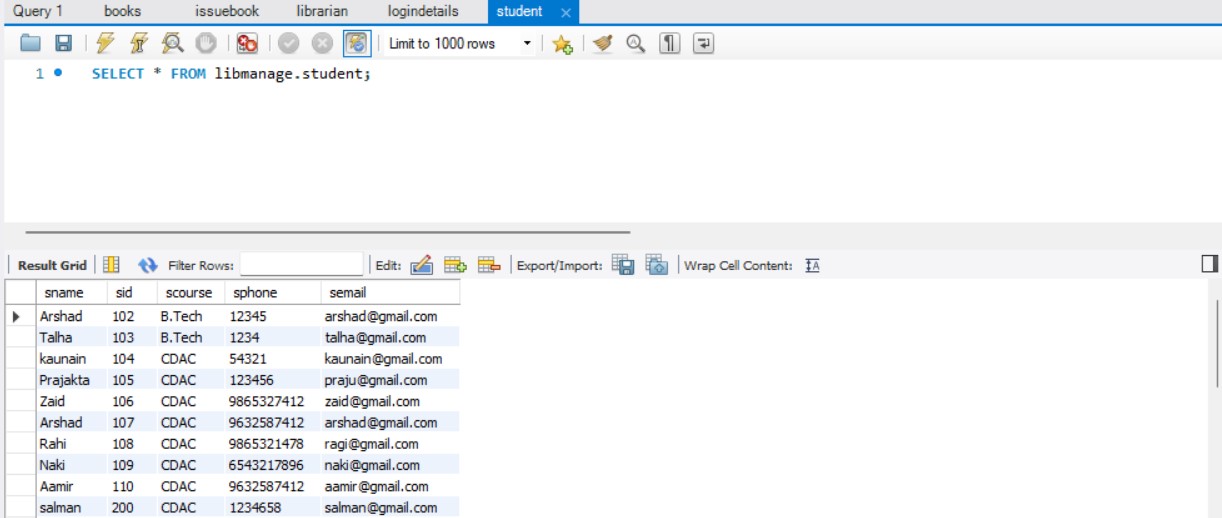 Query 1 books issuebook librarian logindetails student
Limit to 1000 rows
1 SELECT * FROM libmanage.student;
Result Grid Filter Rows: Edit: Export/Import: Wrap Cell Content: IA
sname sid scourse sphone semail
Arshad 102 B.Tech 12345 arshad@gmail.com
Talha 103 B.Tech 1234 talha@gmail.com
kaunain 104 CDAC 54321 kaunain@gmail.com
Prajakta 105 CDAC 123456 praju@gmail.com
Zaid 106 CDAC 9865327412 zaid@gmail.com
Arshad 107 CDAC 9632587412 arshad@gmail.com
Rahi 108 CDAC 9865321478 ragi@gmail.com
Naki 109 CDAC 6543217896 naki@gmail.com
Aamir 110 CDAC 9632587412 aamir@gmail.com
salman 200 CDAC 1234658 salman@gmail.com